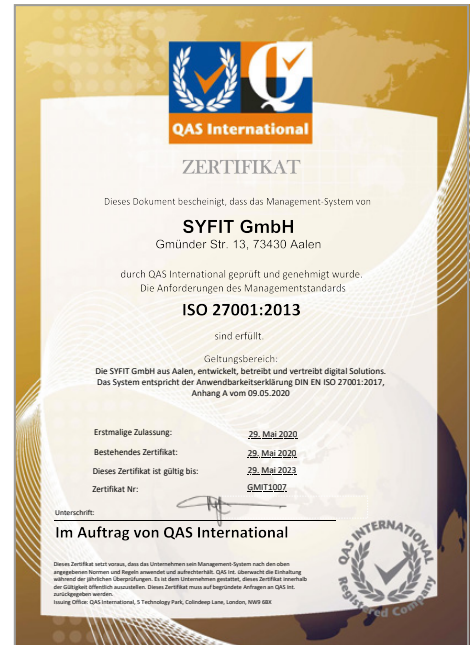 QAS International
ZERTIFIKAT
Dieses Dokument bescheinigt, dass das Management-System von
SYFIT GmbH
Gmünder Str. 13, 73430 Aalen
durch QAS International geprüft und genehmigt wurde.
Die Anforderungen des Managementstandards
ISO 27001:2013
sind erfüllt.
Geltungsbereich:
Die SYFIT GmbH aus Aalen, entwickelt, betreibt und vertreibt digital Solutions.
Das System entspricht der Anwendbarkeitserklärung DIN EN ISO 27001:2017,
Anhang A vom 09.05.2020
Erstmalige Zulassung: 29. Mai 2020
Bestehendes Zertifikat: 29. Mai 2020
Dieses Zertifikat ist gültig bis: 29. Mai 2023
Zertifikat Nr: GMIT1007
Unterschrift:
Im Auftrag von QAS International
Dieses Zertifikat setzt voraus, dass das Unternehmen sein Management-System nach den oben
angegebenen Normen und Regeln anwendet und aufrechterhält. QAS Int. überwacht die Einhaltung
während der jährlichen Überprüfungen. Es ist dem Unternehmen gestattet, dieses Zertifikat innerhalb
der Gültigkeit öffentlich auszustellen. Dieses Zertifikat muss auf begründete Anfragen an QAS Int.
zurückgegeben werden.
Issuing Office: QAS International, 5 Technology Park, Colindeep Lane, London, NW9 6BX
QAS INTERNATIONAL
Registered Company